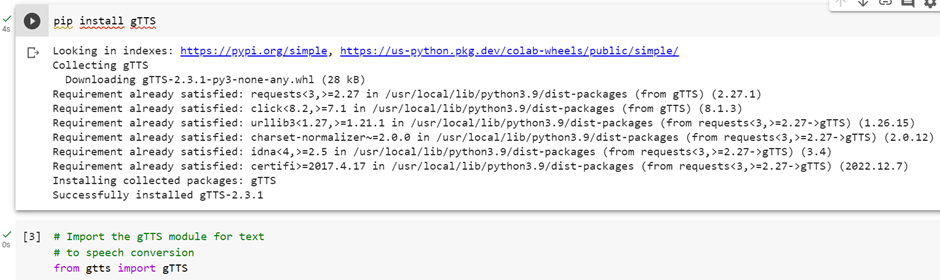 pip install gTTS
4s
Looking in indexes: https://pypi.org/simple, https://us-python.pkg.dev/colab-wheels/public/simple/
Collecting gTTS
  Downloading gTTS-2.3.1-py3-none-any.whl (28 kB)
Requirement already satisfied: requests<3,>=2.27 in /usr/local/lib/python3.9/dist-packages (from gTTS) (2.27.1)
Requirement already satisfied: click<8.2,>=7.1 in /usr/local/lib/python3.9/dist-packages (from gTTS) (8.1.3)
Requirement already satisfied: urllib3<1.27,>=1.21.1 in /usr/local/lib/python3.9/dist-packages (from requests<3,>=2.27->gTTS) (1.26.15)
Requirement already satisfied: charset-normalizer~=2.0.0 in /usr/local/lib/python3.9/dist-packages (from requests<3,>=2.27->gTTS) (2.0.12)
Requirement already satisfied: idna<4,>=2.5 in /usr/local/lib/python3.9/dist-packages (from requests<3,>=2.27->gTTS) (3.4)
Requirement already satisfied: certifi>=2017.4.17 in /usr/local/lib/python3.9/dist-packages (from requests<3,>=2.27->gTTS) (2022.12.7)
Installing collected packages: gTTS
Successfully installed gTTS-2.3.1
[3] # Import the gTTS module for text
0s
# to speech conversion
from gtts import gTTS